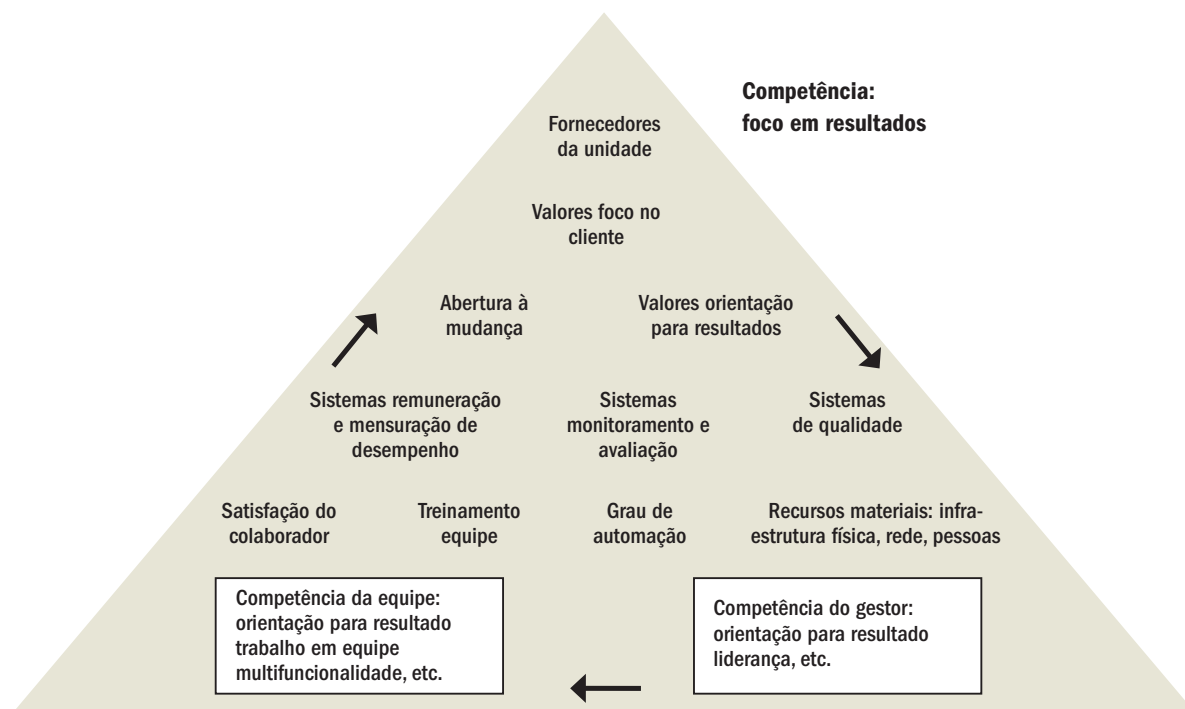 Competência:
foco em resultados
Fornecedores
da unidade
Valores foco no
cliente
Abertura à
mudança
Valores orientação
para resultados
Sistemas remuneração
e mensuração de
desempenho
Sistemas
monitoramento e
avaliação
Sistemas
de qualidade
Satisfação do
colaborador
Treinamento
equipe
Grau de
automação
Recursos materiais: infra-
estrutura física, rede, pessoas
Competência da equipe:
orientação para resultado
trabalho em equipe
multifuncionalidade, etc.
Competência do gestor:
orientação para resultado
liderança, etc.